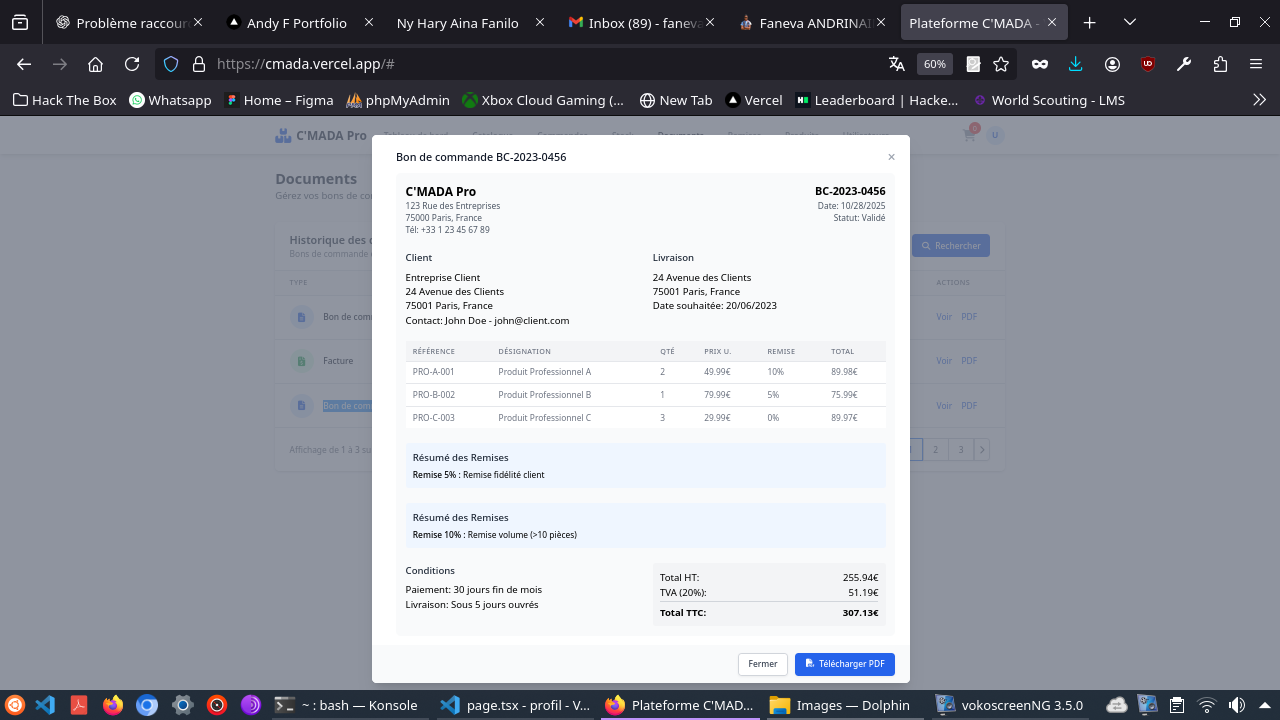 Problème raccour
Andy F Portfolio
Ny Hary Aina Fanilo
Inbox (89) - faneva
Faneva ANDRINAI
Plateforme C'MADA -
https://cmada.vercel.app/#
60%
Hack The Box
Whatsapp
Home – Figma
phpMyAdmin
Xbox Cloud Gaming (...
New Tab
Vercel
Leaderboard | Hacke...
World Scouting - LMS
C'MADA Pro
U
Documents
Gérez vos bons de co
Historique des
Bons de commande
Rechercher
TYPE
ACTIONS
Bon de com
Voir PDF
Facture
Voir PDF
Bon de com
Voir PDF
Affichage de 1 à 3 su
2 3
Bon de commande BC-2023-0456
×
C'MADA Pro
BC-2023-0456
123 Rue des Entreprises
Date: 10/28/2025
75000 Paris, France
Statut: Validé
Tél: +33 1 23 45 67 89
Client
Livraison
Entreprise Client
24 Avenue des Clients
24 Avenue des Clients
75001 Paris, France
75001 Paris, France
Date souhaitée: 20/06/2023
Contact: John Doe - john@client.com
RÉFÉRENCE DÉSIGNATION QTÉ PRIX U. REMISE TOTAL
PRO-A-001 Produit Professionnel A 2 49.99€ 10% 89.98€
PRO-B-002 Produit Professionnel B 1 79.99€ 5% 75.99€
PRO-C-003 Produit Professionnel C 3 29.99€ 0% 89.97€
Résumé des Remises
Remise 5% : Remise fidélité client
Résumé des Remises
Remise 10% : Remise volume (>10 pièces)
Conditions
Paiement: 30 jours fin de mois
Livraison: Sous 5 jours ouvrés
Total HT: 255.94€
TVA (20%): 51.19€
Total TTC: 307.13€
Fermer
Télécharger PDF
~ : bash — Konsole
page.tsx - profil - V...
Plateforme C'MAD...
Images — Dolphin
vokoscreenNG 3.5.0